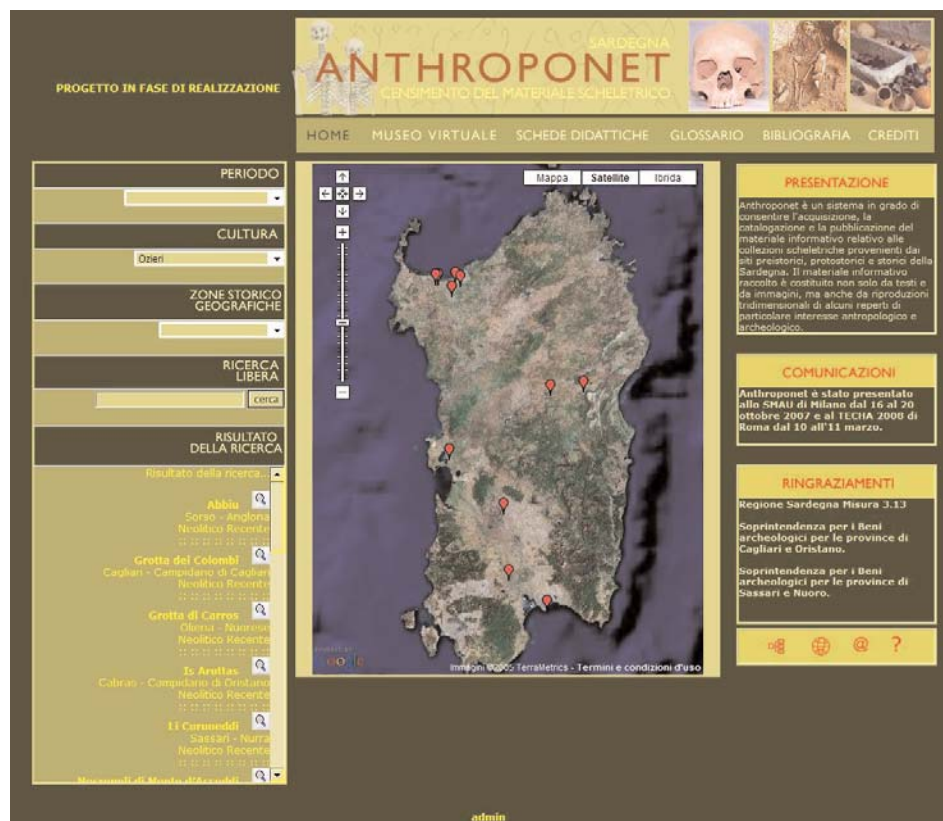 PROGETTO IN FASE DI REALIZZAZIONE
SARDEGNA
ANTHROPONET
CENSIMENTO DEL MATERIALE SCHELETRICO
HOME MUSEO VIRTUALE SCHEDE DIDATTICHE GLOSSARIO BIBLIOGRAFIA CREDITI
PERIODO
CULTURA
Ozieri
ZONE STORICO
GEOGRAFICHE
RICERCA
LIBERA
cerca
RISULTATO
DELLA RICERCA
Risultato della ricerca...
Abbiu
Sorso - Anglona
Neolitico Recente
Grotta dei Colombi
Cagliari - Campidano di Cagliari
Neolitico Recente
Grotta di Carros
Oliena - Nuorese
Neolitico Recente
Is Aruttas
Cabras - Campidano di Oristano
Neolitico Recente
Li Curuneddi
Sassari - Nurra
Neolitico Recente
di Monte d'Accoddi
Mappa Satellite Ibrida
Google
Immagini ©2005 TerraMetrics - Termini e condizioni d'uso
PRESENTAZIONE
Anthroponet è un sistema in grado di
consentire l'acquisizione, la
catalogazione e la pubblicazione del
materiale informativo relativo alle
collezioni scheletriche provenienti dai
siti preistorici, protostorici e storici della
Sardegna. Il materiale informativo
raccolto è costituito non solo da testi e
da immagini, ma anche da riproduzioni
tridimensionali di alcuni reperti di
particolare interesse antropologico e
archeologico.
COMUNICAZIONI
Anthroponet è stato presentato
allo SMAU di Milano dal 16 al 20
ottobre 2007 e al TECHA 2008 di
Roma dal 10 all'11 marzo.
RINGRAZIAMENTI
Regione Sardegna Misura 3.13
Soprintendenza per i Beni
archeologici per le province di
Cagliari e Oristano.
Soprintendenza per i Beni
archeologici per le province di
Sassari e Nuoro.
@ ?
admin